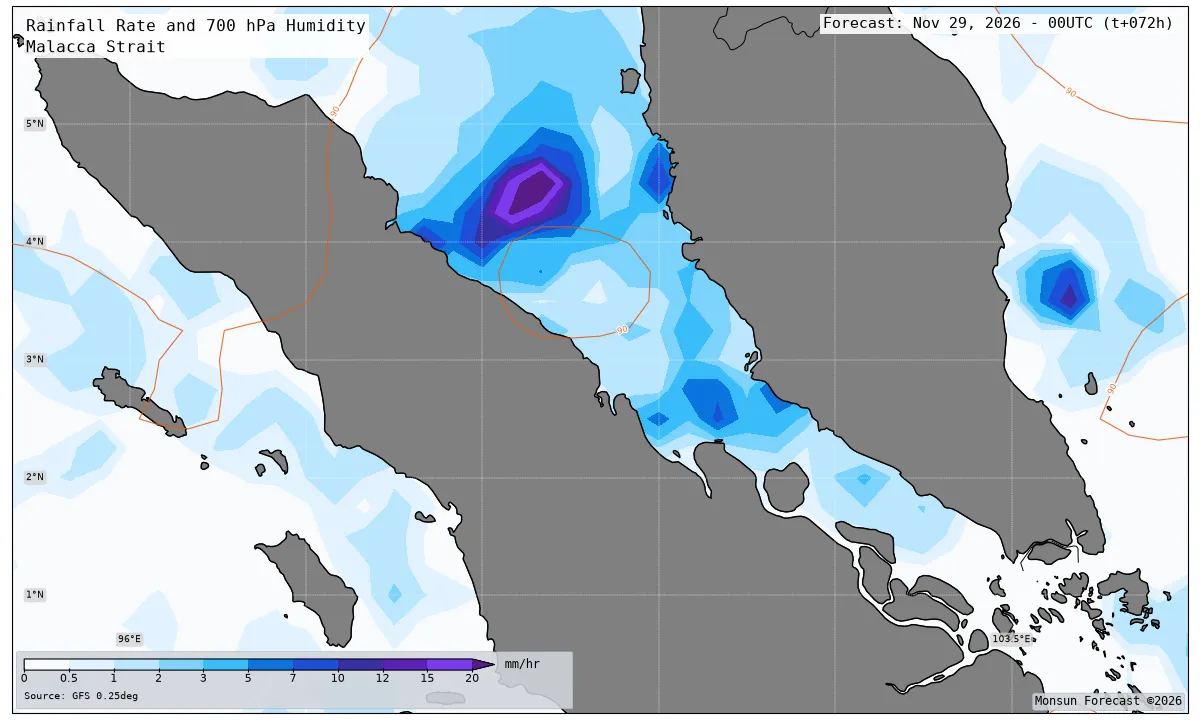 Rainfall Rate and 700 hPa Humidity
Malacca Strait
Forecast: Nov 29, 2026 - 00UTC (t+072h)
90
90
5°N
4°N
90
3°N
90
2°N
1°N
96°E
103.5°E
mm/hr
0 0.5 1 2 3 5 7 10 12 15 20
Source: GFS 0.25deg
Monsun Forecast ©2026